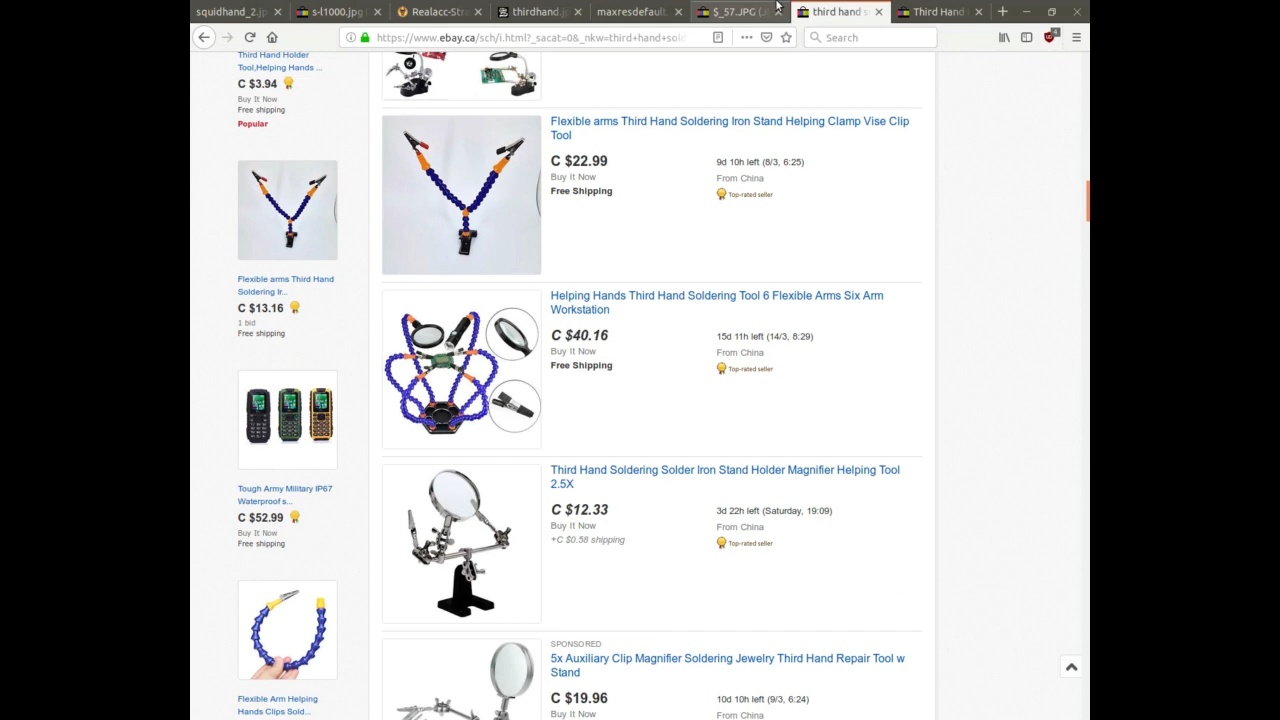 squidhand_2.jp
s-l1000.jpg
Realacc-Stra
thirdhand.jp
maxresdefault.
$_57.JPG (J
third hand s
Third Hand
https://www.ebay.ca/sch/i.html?_sacat=0&_nkw=third+hand+sol
Search
Third Hand Holder
Tool,Helping Hands ...
C $3.94
Buy It Now
Free shipping
Popular
Flexible arms Third Hand
Soldering Ir...
C $13.16
1 bid
Free shipping
Tough Army Military IP67
Waterproof s...
C $52.99
Buy It Now
Free shipping
Flexible Arm Helping
Hands Clips Sold...
Flexible arms Third Hand Soldering Iron Stand Helping Clamp Vise Clip
Tool
C $22.99
Buy It Now
Free Shipping
9d 10h left (8/3, 6:25)
From China
Top-rated seller
Helping Hands Third Hand Soldering Tool 6 Flexible Arms Six Arm
Workstation
C $40.16
Buy It Now
Free Shipping
15d 11h left (14/3, 8:29)
From China
Top-rated seller
Third Hand Soldering Solder Iron Stand Holder Magnifier Helping Tool
2.5X
C $12.33
Buy It Now
+C $0.58 shipping
3d 22h left (Saturday, 19:09)
From China
Top-rated seller
SPONSORED
5x Auxiliary Clip Magnifier Soldering Jewelry Third Hand Repair Tool w
Stand
C $19.96
Buy It Now
10d 10h left (9/3, 6:24)
From China